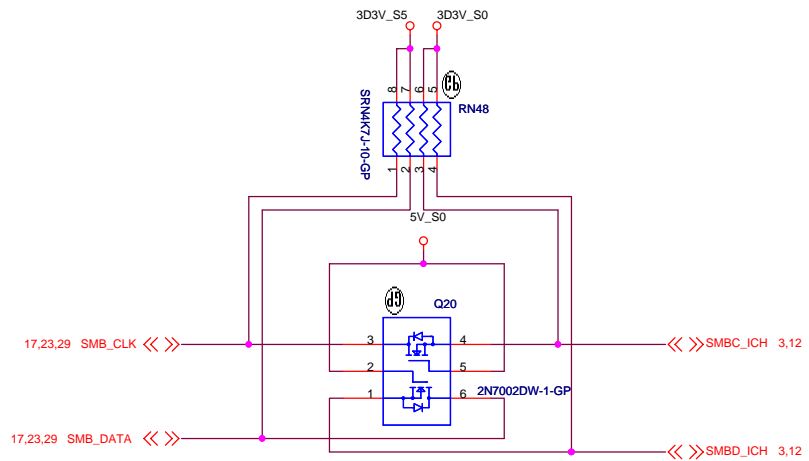 3D3V_S5 3D3V_S0
8 7 6 5
RN48
SRN4K7J-10-GP
1 2 3 4
5V_S0
Q20
17,23,29 SMB_CLK
3 4
SMBC_ICH 3,12
2 5
1 6
2N7002DW-1-GP
17,23,29 SMB_DATA
SMBD_ICH 3,12